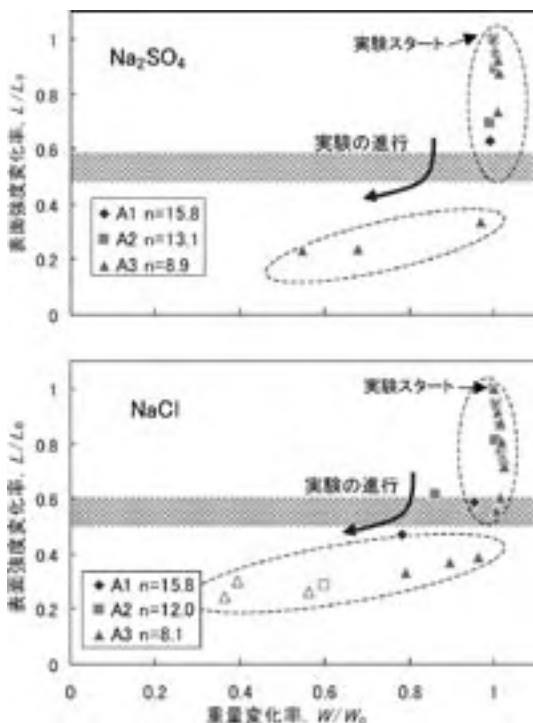 1
実験スタート
Na₂SO₄
0.8
表面強度変化率, L/L₀
0.6
実験の進行
0.4
A1 n=15.8
A2 n=13.1
A3 n=8.9
0.2
0
1
実験スタート
NaCl
0.8
表面強度変化率, L/L₀
0.6
実験の進行
0.4
A1 n=15.8
A2 n=12.0
A3 n=8.1
0.2
0
0 0.2 0.4 0.6 0.8 1
重量変化率, W/W₀